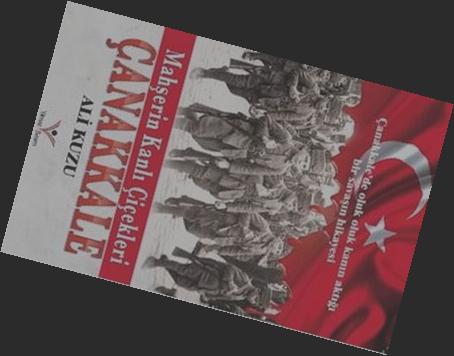 Çanakkale'de oluk oluk kanın aktığı
bir savaşın hikayesi
Mahşerin Kanlı Çiçekleri
ÇANAKKALE
ALİ KUZU